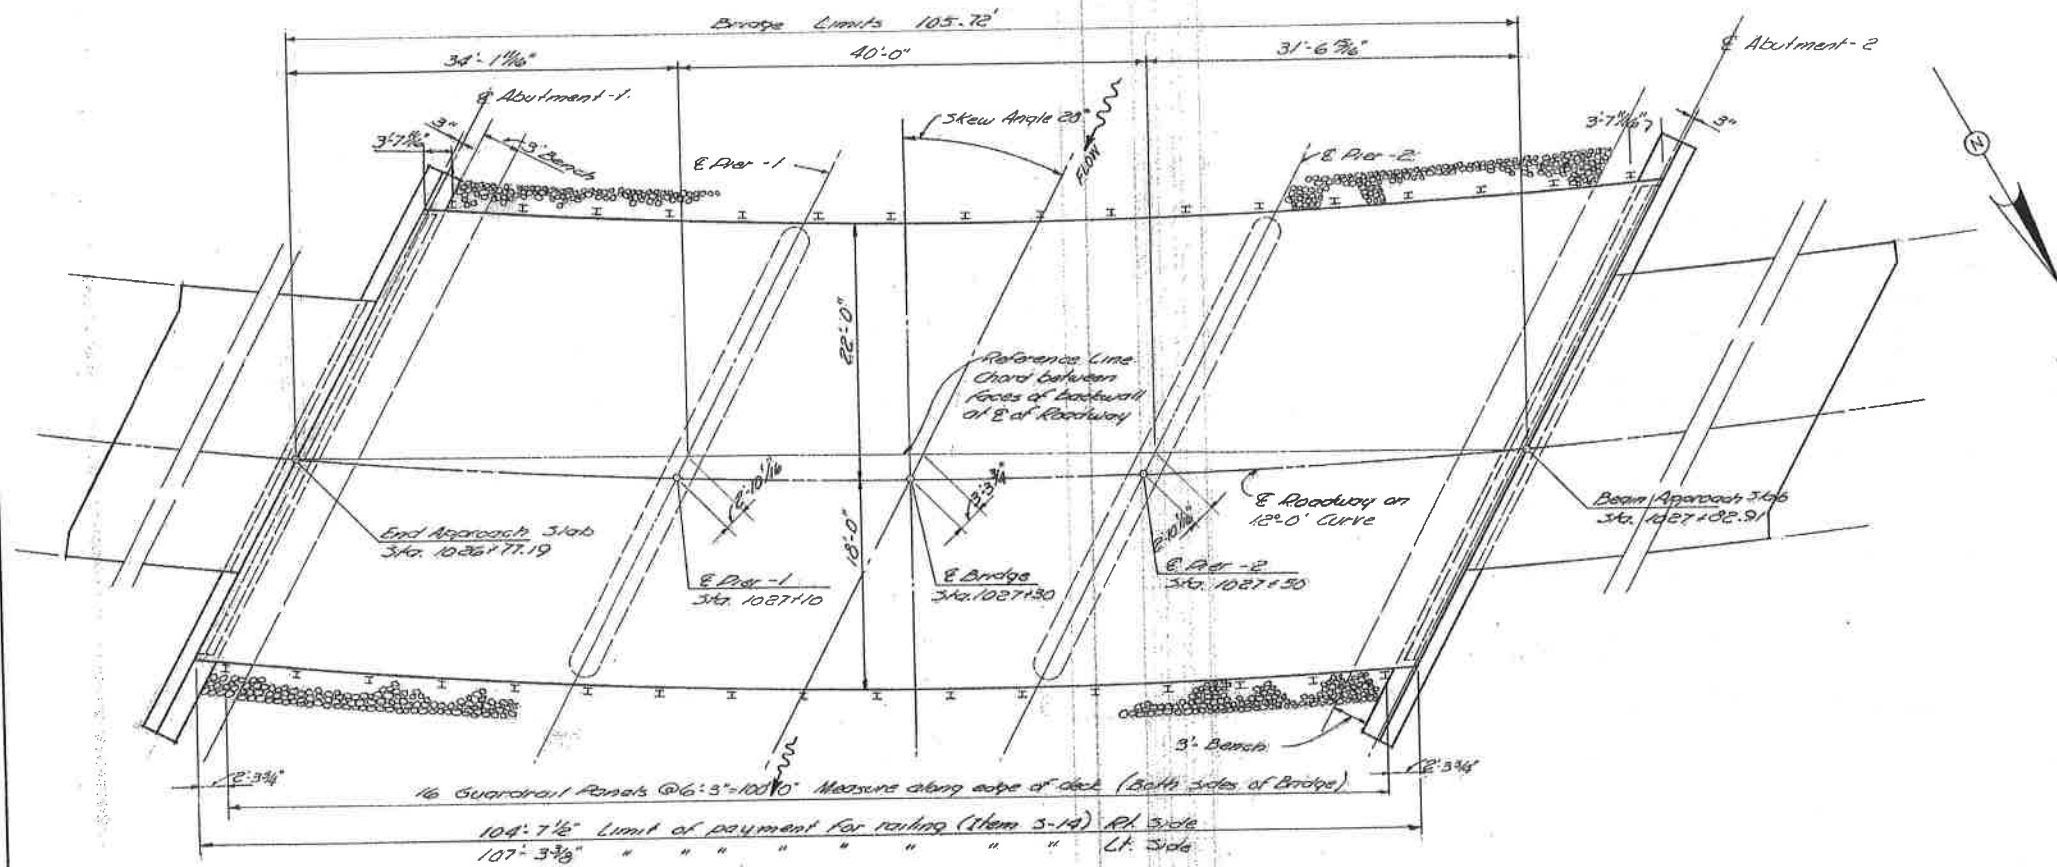 Bridge Limits 105.72'
34'-1 11/16"
40'-0"
31'-6 5/16"
℄ Abutment-1.
℄ Abutment-2
3'-7 11/16"
3"
3' Bench
℄ Pier -1
Skew Angle 28°
FLOW
℄ Pier -2
3'-7 11/16"
3"
N
22'-0"
Reference Line
Chord between
faces of backwall
at ℄ of Roadway
2'-10 1/16
3'-3 3/4"
2'-10 1/16
℄ Roadway on
12°-0' Curve
Begin Approach Slab
Sta. 1027+82.91
End Approach Slab
Sta. 1026+77.19
18'-0"
℄ Pier -1
Sta. 1027+10
℄ Bridge
Sta. 1027+30
℄ Pier -2
Sta. 1027+50
3'- Bench
2'-3 3/4"
2'-3 3/4"
16 Guardrail Panels @ 6'-3"=100'0" Measure along edge of deck (Both sides of Bridge)
104'-7 1/2" Limit of payment for railing (Item S-14) Rt. Side
107'-3 3/8" " " " " " " " Lt. Side